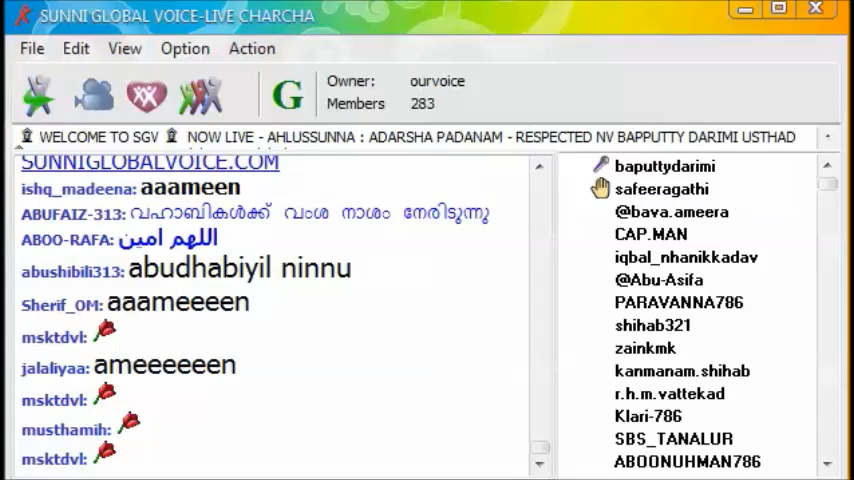 SUNNI GLOBAL VOICE-LIVE CHARCHA
File Edit View Option Action
G
Owner: ourvoice
Members 283
WELCOME TO SGV NOW LIVE - AHLUSSUNNA : ADARSHA PADANAM - RESPECTED NV BAPPUTTY DARIMI USTHAD
SUNNIGLOBALVOICE.COM
ishq_madeena: aaameen
ABUFAIZ-313: വഹാബികൾക്ക് വംശ നാശം നേരിടുന്നു
ABOO-RAFA: اللهم امين
abushibili313: abudhabiyil ninnu
Sherif_OM: aaameeeen
msktdvl:
jalaliyaa: ameeeeeen
msktdvl:
musthamih:
msktdvl:
baputtydarimi
safeeragathi
@bava.ameera
CAP.MAN
iqbal_nhanikkadav
@Abu-Asifa
PARAVANNA786
shihab321
zainkmk
kanmanam.shihab
r.h.m.vattekad
Klari-786
SBS_TANALUR
ABOONUHMAN786